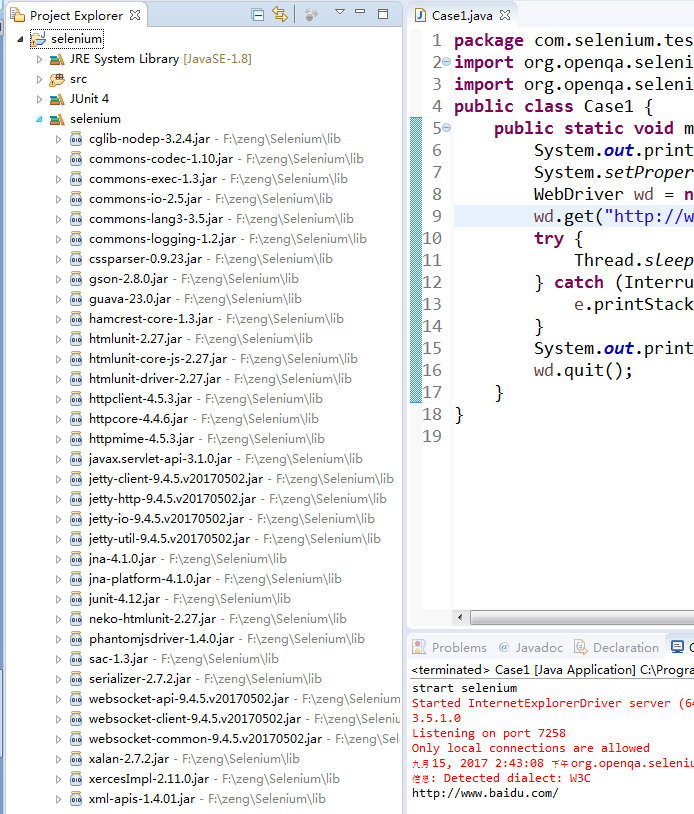 Project Explorer
selenium
JRE System Library [JavaSE-1.8]
src
JUnit 4
selenium
cglib-nodep-3.2.4.jar - F:\zeng\Selenium\lib
commons-codec-1.10.jar - F:\zeng\Selenium\lib
commons-exec-1.3.jar - F:\zeng\Selenium\lib
commons-io-2.5.jar - F:\zeng\Selenium\lib
commons-lang3-3.5.jar - F:\zeng\Selenium\lib
commons-logging-1.2.jar - F:\zeng\Selenium\lib
cssparser-0.9.23.jar - F:\zeng\Selenium\lib
gson-2.8.0.jar - F:\zeng\Selenium\lib
guava-23.0.jar - F:\zeng\Selenium\lib
hamcrest-core-1.3.jar - F:\zeng\Selenium\lib
htmlunit-2.27.jar - F:\zeng\Selenium\lib
htmlunit-core-js-2.27.jar - F:\zeng\Selenium\lib
htmlunit-driver-2.27.jar - F:\zeng\Selenium\lib
httpclient-4.5.3.jar - F:\zeng\Selenium\lib
httpcore-4.4.6.jar - F:\zeng\Selenium\lib
httpmime-4.5.3.jar - F:\zeng\Selenium\lib
javax.servlet-api-3.1.0.jar - F:\zeng\Selenium\lib
jetty-client-9.4.5.v20170502.jar - F:\zeng\Selenium\lib
jetty-http-9.4.5.v20170502.jar - F:\zeng\Selenium\lib
jetty-io-9.4.5.v20170502.jar - F:\zeng\Selenium\lib
jetty-util-9.4.5.v20170502.jar - F:\zeng\Selenium\lib
jna-4.1.0.jar - F:\zeng\Selenium\lib
jna-platform-4.1.0.jar - F:\zeng\Selenium\lib
junit-4.12.jar - F:\zeng\Selenium\lib
neko-htmlunit-2.27.jar - F:\zeng\Selenium\lib
phantomjsdriver-1.4.0.jar - F:\zeng\Selenium\lib
sac-1.3.jar - F:\zeng\Selenium\lib
serializer-2.7.2.jar - F:\zeng\Selenium\lib
websocket-api-9.4.5.v20170502.jar - F:\zeng\Selenium
websocket-client-9.4.5.v20170502.jar - F:\zeng\Seleni
websocket-common-9.4.5.v20170502.jar - F:\zeng\Sel
xalan-2.7.2.jar - F:\zeng\Selenium\lib
xercesImpl-2.11.0.jar - F:\zeng\Selenium\lib
xml-apis-1.4.01.jar - F:\zeng\Selenium\lib
Case1.java
1 package com.selenium.tes
2 import org.openqa.seleni
3 import org.openqa.seleni
4 public class Case1 {
5 public static void m
6 System.out.print
7 System.setProper
8 WebDriver wd = n
9 wd.get("http://w
10 try {
11 Thread.sleep
12 } catch (Interru
13 e.printStack
14 }
15 System.out.print
16 wd.quit();
17 }
18 }
19
Problems @ Javadoc Declaration
<terminated> Case1 [Java Application] C:\Progra
strart selenium
Started InternetExplorerDriver server (64
3.5.1.0
Listening on port 7258
Only local connections are allowed
九月 15, 2017 2:43:08 下午 org.openqa.seleniu
信息: Detected dialect: W3C
http://www.baidu.com/